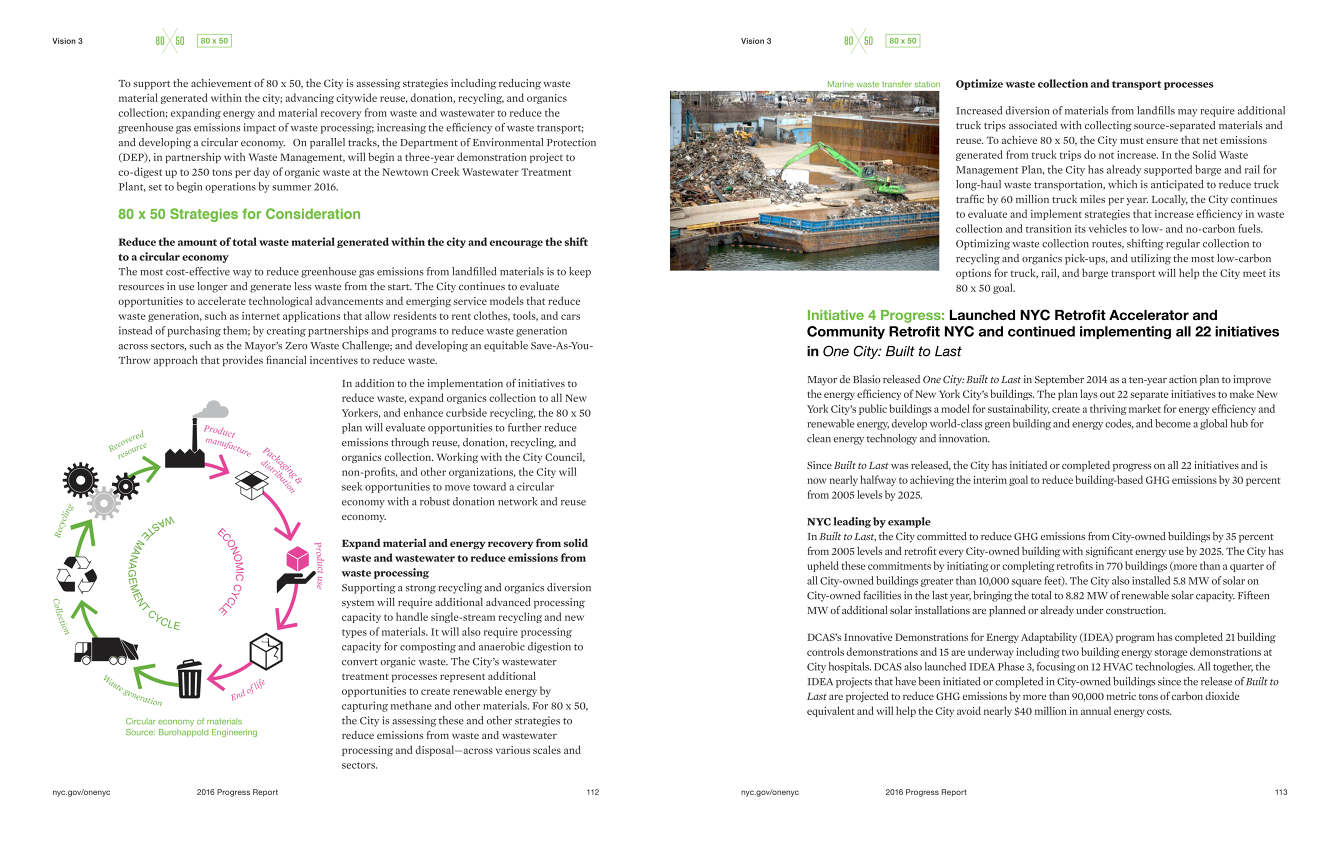 Vision 3
80 50
80 x 50
To support the achievement of 80 x 50, the City is assessing strategies including reducing waste
material generated within the city; advancing citywide reuse, donation, recycling, and organics
collection; expanding energy and material recovery from waste and wastewater to reduce the
greenhouse gas emissions impact of waste processing; increasing the efficiency of waste transport;
and developing a circular economy. On parallel tracks, the Department of Environmental Protection
(DEP), in partnership with Waste Management, will begin a three-year demonstration project to
co-digest up to 250 tons per day of organic waste at the Newtown Creek Wastewater Treatment
Plant, set to begin operations by summer 2016.
80 x 50 Strategies for Consideration
Reduce the amount of total waste material generated within the city and encourage the shift
to a circular economy
The most cost-effective way to reduce greenhouse gas emissions from landfilled materials is to keep
resources in use longer and generate less waste from the start. The City continues to evaluate
opportunities to accelerate technological advancements and emerging service models that reduce
waste generation, such as internet applications that allow residents to rent clothes, tools, and cars
instead of purchasing them; by creating partnerships and programs to reduce waste generation
across sectors, such as the Mayor's Zero Waste Challenge; and developing an equitable Save-As-You-
Throw approach that provides financial incentives to reduce waste.
Recovered
resource
Product
manufacture
Packaging &
distribution
Product use
End of life
Waste generation
Collection
Recycling
WASTE MANAGEMENT CYCLE
ECONOMIC CYCLE
Circular economy of materials
Source: Burohappold Engineering
In addition to the implementation of initiatives to
reduce waste, expand organics collection to all New
Yorkers, and enhance curbside recycling, the 80 x 50
plan will evaluate opportunities to further reduce
emissions through reuse, donation, recycling, and
organics collection. Working with the City Council,
non-profits, and other organizations, the City will
seek opportunities to move toward a circular
economy with a robust donation network and reuse
economy.
Expand material and energy recovery from solid
waste and wastewater to reduce emissions from
waste processing
Supporting a strong recycling and organics diversion
system will require additional advanced processing
capacity to handle single-stream recycling and new
types of materials. It will also require processing
capacity for composting and anaerobic digestion to
convert organic waste. The City's wastewater
treatment processes represent additional
opportunities to create renewable energy by
capturing methane and other materials. For 80 x 50,
the City is assessing these and other strategies to
reduce emissions from waste and wastewater
processing and disposal—across various scales and
sectors.
nyc.gov/onenyc
2016 Progress Report
112
Vision 3
80 50
80 x 50
Marine waste transfer station
Optimize waste collection and transport processes
Increased diversion of materials from landfills may require additional
truck trips associated with collecting source-separated materials and
reuse. To achieve 80 x 50, the City must ensure that net emissions
generated from truck trips do not increase. In the Solid Waste
Management Plan, the City has already supported barge and rail for
long-haul waste transportation, which is anticipated to reduce truck
traffic by 60 million truck miles per year. Locally, the City continues
to evaluate and implement strategies that increase efficiency in waste
collection and transition its vehicles to low- and no-carbon fuels.
Optimizing waste collection routes, shifting regular collection to
recycling and organics pick-ups, and utilizing the most low-carbon
options for truck, rail, and barge transport will help the City meet its
80 x 50 goal.
Initiative 4 Progress: Launched NYC Retrofit Accelerator and
Community Retrofit NYC and continued implementing all 22 initiatives
in One City: Built to Last
Mayor de Blasio released One City: Built to Last in September 2014 as a ten-year action plan to improve
the energy efficiency of New York City's buildings. The plan lays out 22 separate initiatives to make New
York City's public buildings a model for sustainability, create a thriving market for energy efficiency and
renewable energy, develop world-class green building and energy codes, and become a global hub for
clean energy technology and innovation.
Since Built to Last was released, the City has initiated or completed progress on all 22 initiatives and is
now nearly halfway to achieving the interim goal to reduce building-based GHG emissions by 30 percent
from 2005 levels by 2025.
NYC leading by example
In Built to Last, the City committed to reduce GHG emissions from City-owned buildings by 35 percent
from 2005 levels and retrofit every City-owned building with significant energy use by 2025. The City has
upheld these commitments by initiating or completing retrofits in 770 buildings (more than a quarter of
all City-owned buildings greater than 10,000 square feet). The City also installed 5.8 MW of solar on
City-owned facilities in the last year, bringing the total to 8.82 MW of renewable solar capacity. Fifteen
MW of additional solar installations are planned or already under construction.
DCAS's Innovative Demonstrations for Energy Adaptability (IDEA) program has completed 21 building
controls demonstrations and 15 are underway including two building energy storage demonstrations at
City hospitals. DCAS also launched IDEA Phase 3, focusing on 12 HVAC technologies. All together, the
IDEA projects that have been initiated or completed in City-owned buildings since the release of Built to
Last are projected to reduce GHG emissions by more than 90,000 metric tons of carbon dioxide
equivalent and will help the City avoid nearly $40 million in annual energy costs.
nyc.gov/onenyc
2016 Progress Report
113